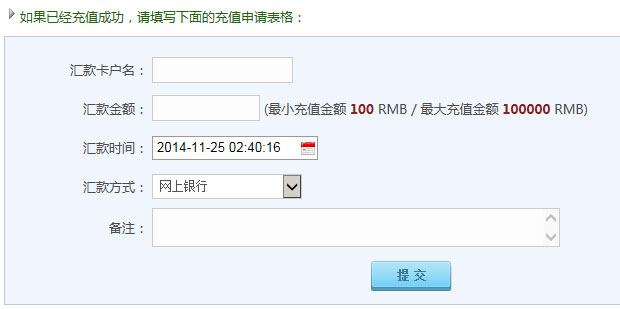 如果已经充值成功，请填写下面的充值申请表格：
汇款卡户名：
汇款金额： (最小充值金额 100 RMB / 最大充值金额 100000 RMB)
汇款时间： 2014-11-25 02:40:16
汇款方式： 网上银行
备注：
提 交